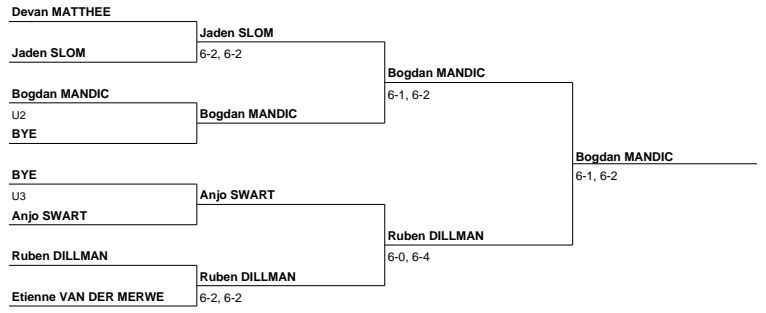 Devan MATTHEE
Jaden SLOM
Jaden SLOM
6-2, 6-2
Bogdan MANDIC
6-1, 6-2
Bogdan MANDIC
U2
Bogdan MANDIC
BYE
Bogdan MANDIC
6-1, 6-2
BYE
U3
Anjo SWART
Anjo SWART
Ruben DILLMAN
6-0, 6-4
Ruben DILLMAN
Ruben DILLMAN
6-2, 6-2
Etienne VAN DER MERWE